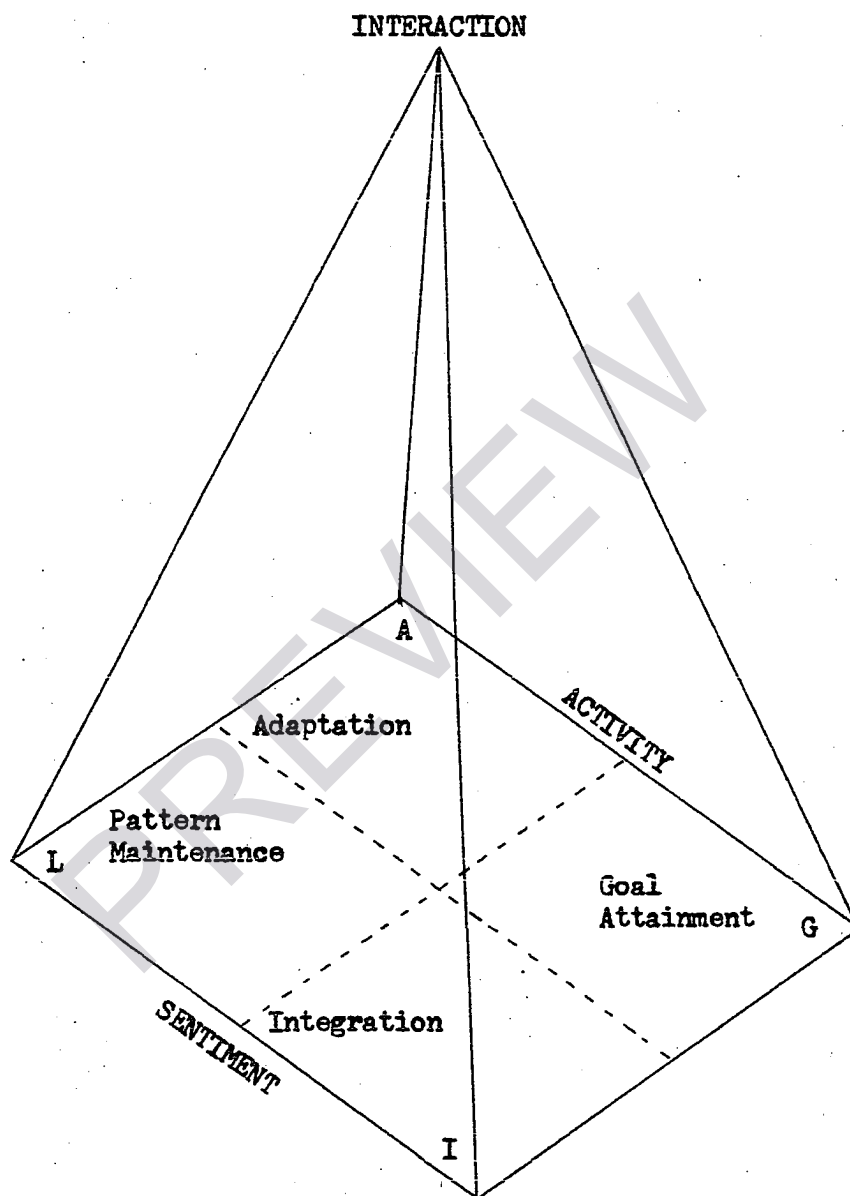 INTERACTION
A
ACTIVITY
Adaptation
Pattern
Maintenance
L
Goal
Attainment
G
SENTIMENT
Integration
I
PREVIEW